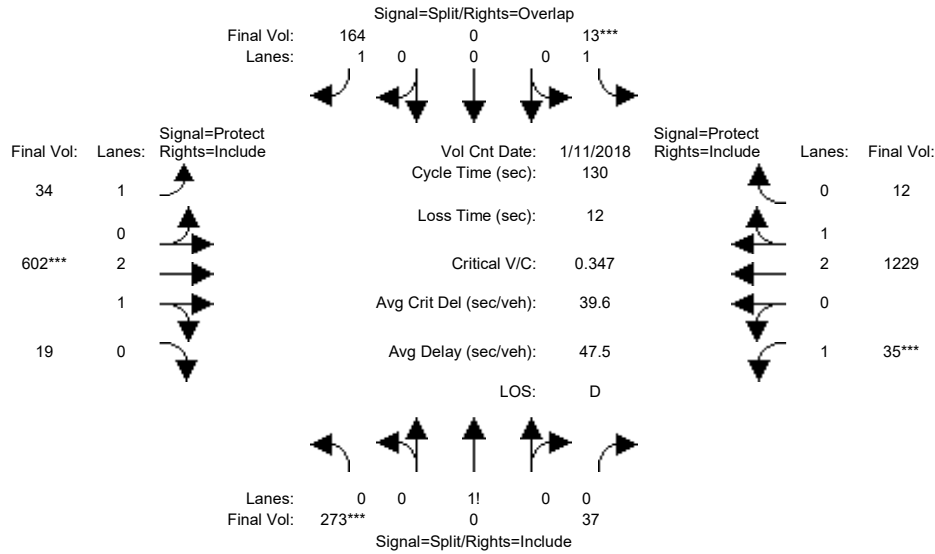 Signal=Split/Rights=Overlap
Final Vol: 164 0 13***
Lanes: 1 0 0 0 1
Signal=Protect
Final Vol: Lanes: Rights=Include
Vol Cnt Date: 1/11/2018
Signal=Protect
Rights=Include Lanes: Final Vol:
Cycle Time (sec): 130
34 1
0 12
Loss Time (sec): 12
0
1
602*** 2
Critical V/C: 0.347
2 1229
1
Avg Crit Del (sec/veh): 39.6
0
19 0
Avg Delay (sec/veh): 47.5
1 35***
LOS: D
Lanes: 0 0 1! 0 0
Final Vol: 273*** 0 37
Signal=Split/Rights=Include